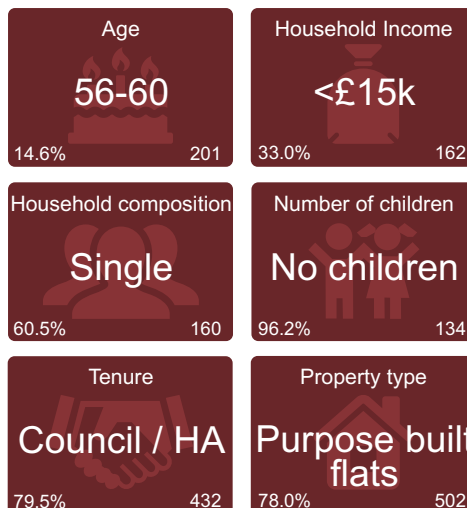 Age
56-60
14.6% 201
Household Income
<£15k
33.0% 162
Household composition
Single
60.5% 160
Number of children
No children
96.2% 134
Tenure
Council / HA
79.5% 432
Property type
Purpose built
flats
78.0% 502